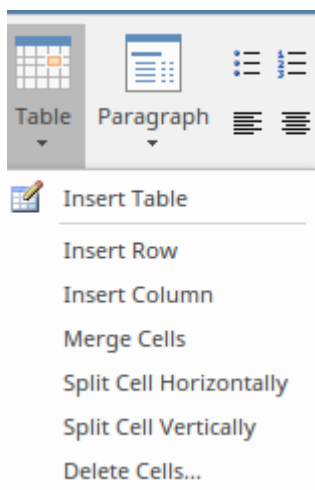 Table Paragraph
Insert Table
Insert Row
Insert Column
Merge Cells
Split Cell Horizontally
Split Cell Vertically
Delete Cells...